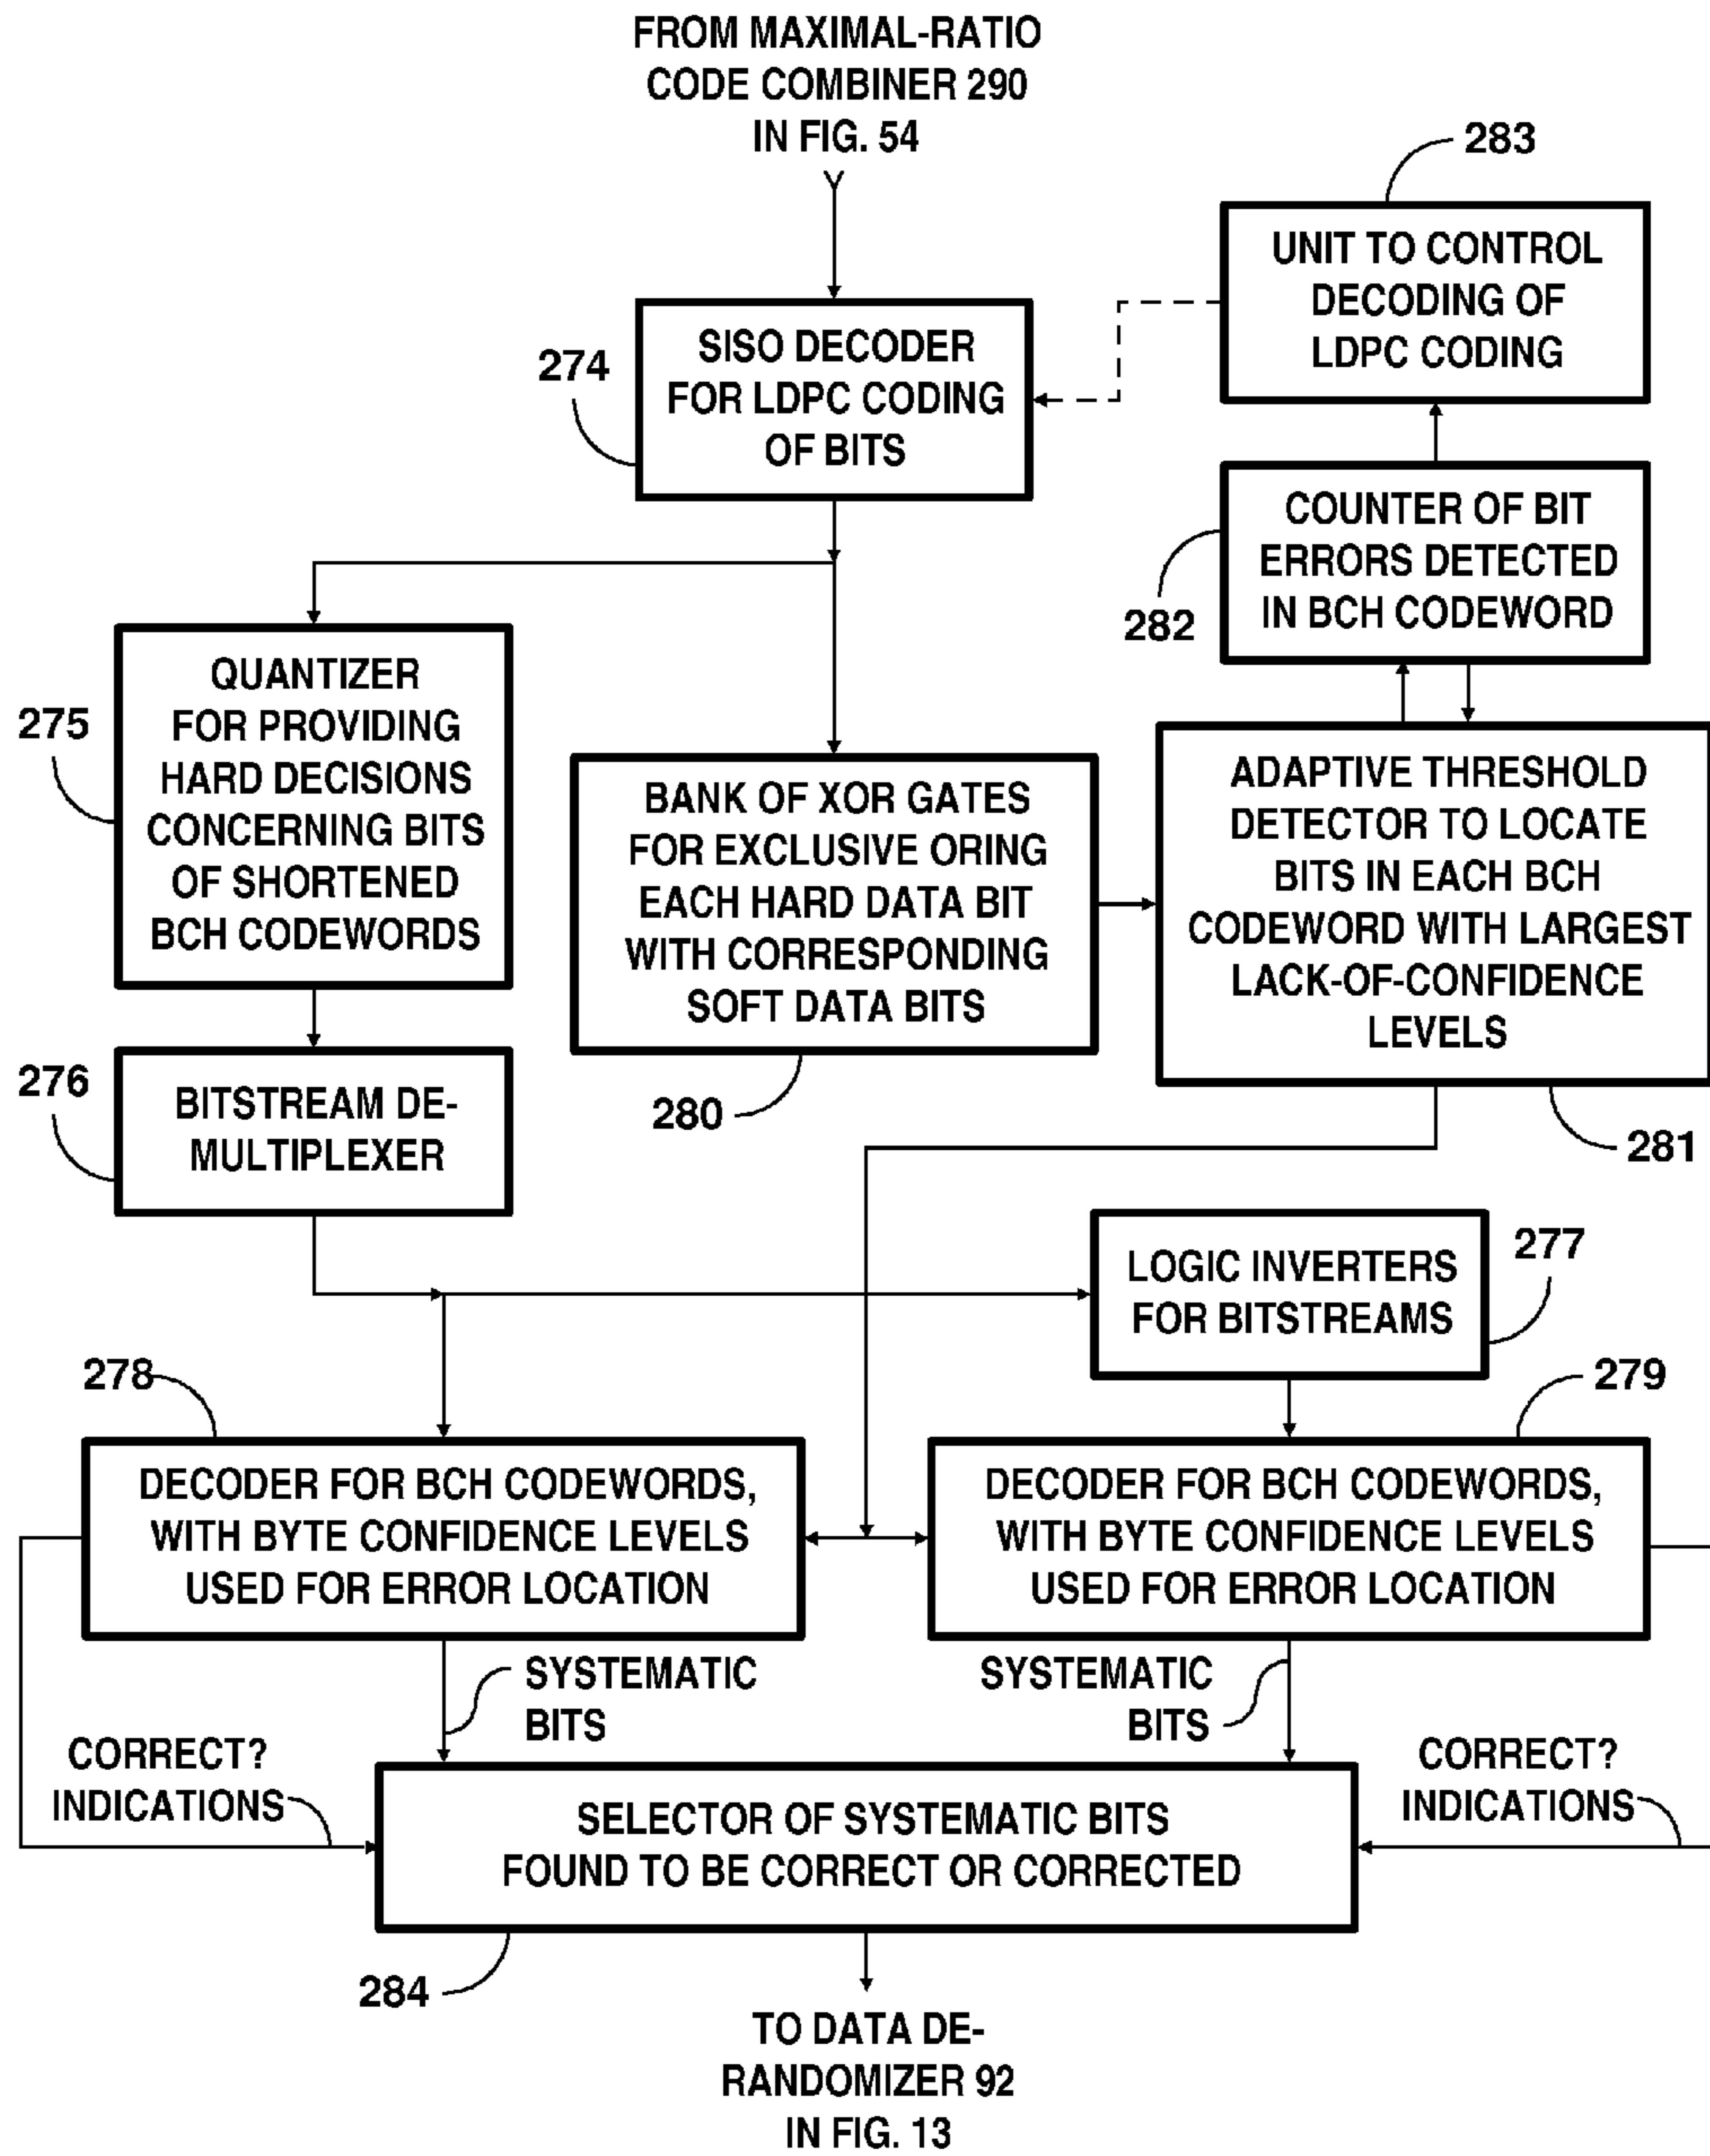 FROM MAXIMAL-RATIO
CODE COMBINER 290
IN FIG. 54
283
UNIT TO CONTROL
DECODING OF
LDPC CODING
274
SISO DECODER
FOR LDPC CODING
OF BITS
282
COUNTER OF BIT
ERRORS DETECTED
IN BCH CODEWORD
275
QUANTIZER
FOR PROVIDING
HARD DECISIONS
CONCERNING BITS
OF SHORTENED
BCH CODEWORDS
BANK OF XOR GATES
FOR EXCLUSIVE ORING
EACH HARD DATA BIT
WITH CORRESPONDING
SOFT DATA BITS
280
ADAPTIVE THRESHOLD
DETECTOR TO LOCATE
BITS IN EACH BCH
CODEWORD WITH LARGEST
LACK-OF-CONFIDENCE
LEVELS
281
276
BITSTREAM DE-
MULTIPLEXER
277
LOGIC INVERTERS
FOR BITSTREAMS
278
DECODER FOR BCH CODEWORDS,
WITH BYTE CONFIDENCE LEVELS
USED FOR ERROR LOCATION
279
DECODER FOR BCH CODEWORDS,
WITH BYTE CONFIDENCE LEVELS
USED FOR ERROR LOCATION
SYSTEMATIC
BITS
SYSTEMATIC
BITS
CORRECT?
INDICATIONS
CORRECT?
INDICATIONS
SELECTOR OF SYSTEMATIC BITS
FOUND TO BE CORRECT OR CORRECTED
284
TO DATA DE-
RANDOMIZER 92
IN FIG. 13